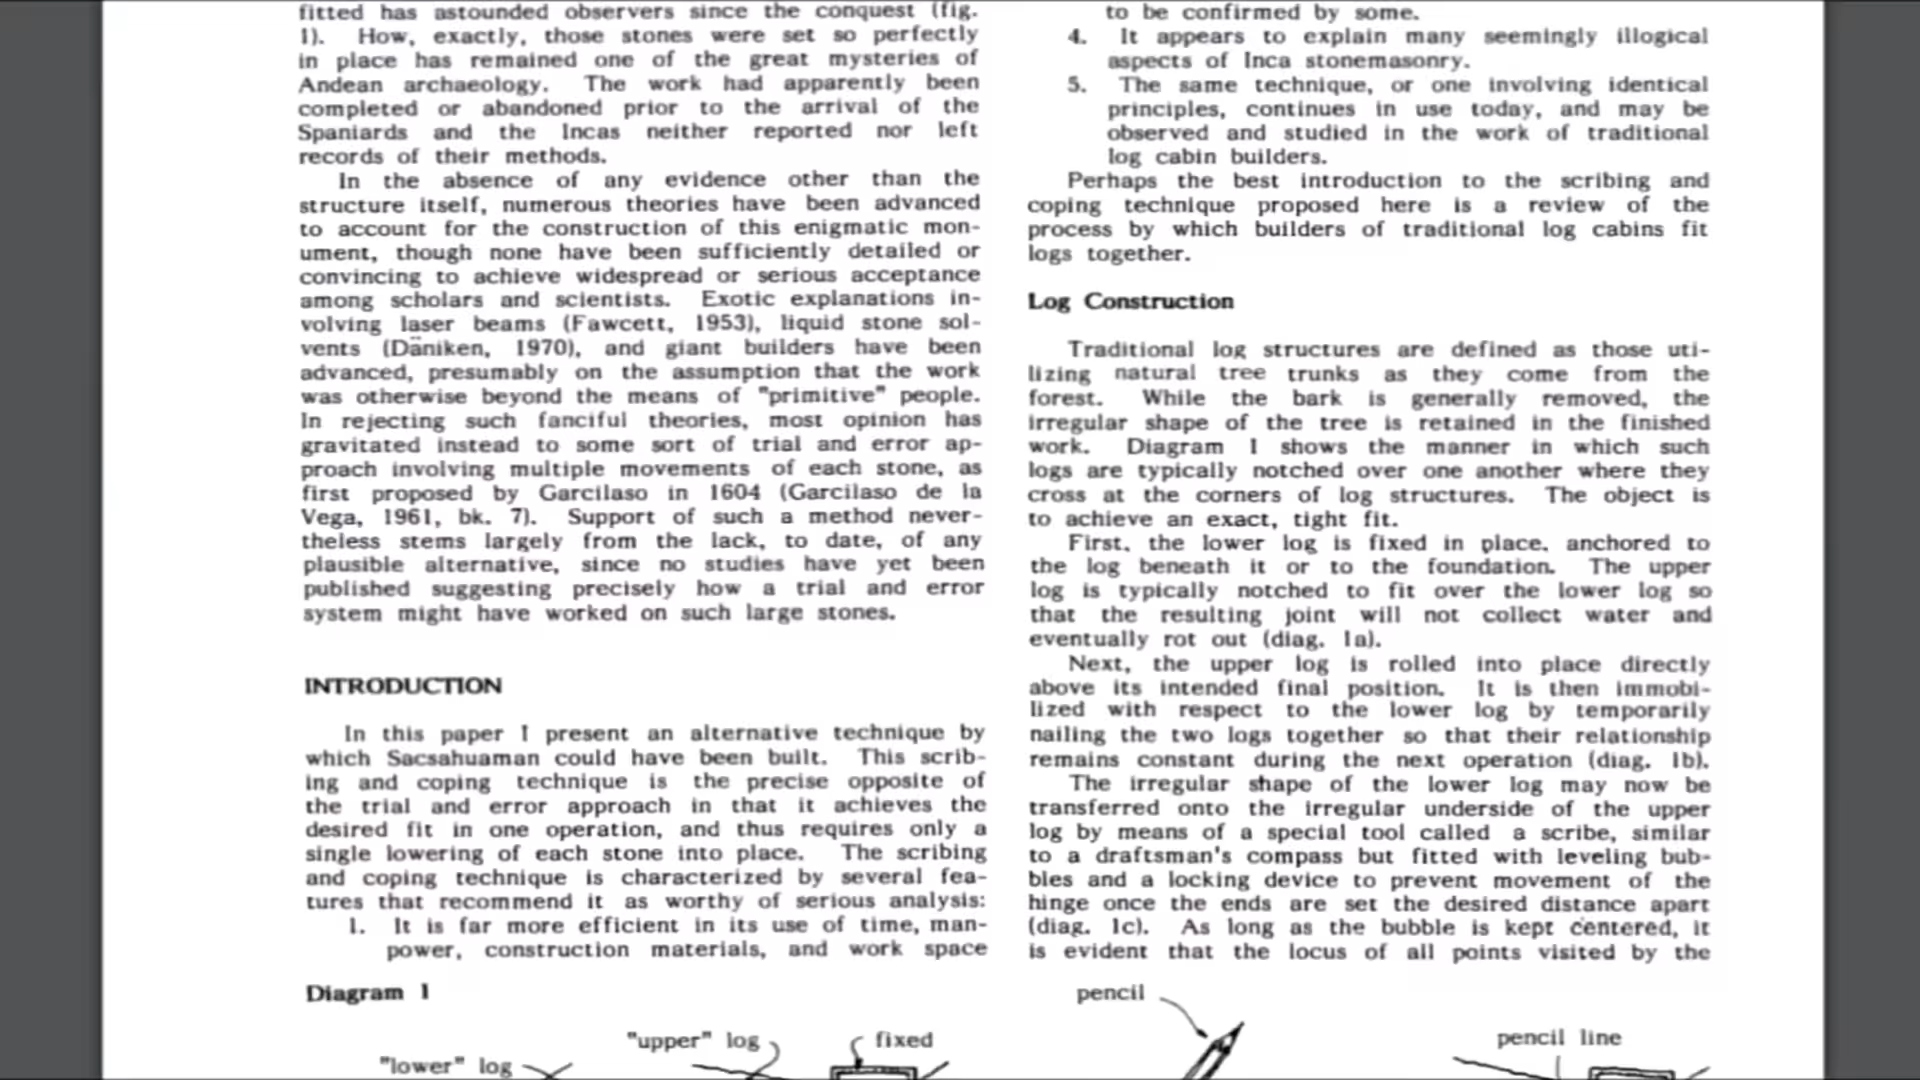 fitted has astounded observers since the conquest (fig.
1). How, exactly, those stones were set so perfectly
in place has remained one of the great mysteries of
Andean archaeology. The work had apparently been
completed or abandoned prior to the arrival of the
Spaniards and the Incas neither reported nor left
records of their methods.
In the absence of any evidence other than the
structure itself, numerous theories have been advanced
to account for the construction of this enigmatic mon-
ument, though none have been sufficiently detailed or
convincing to achieve widespread or serious acceptance
among scholars and scientists. Exotic explanations in-
volving laser beams (Fawcett, 1953), liquid stone sol-
vents (Däniken, 1970), and giant builders have been
advanced, presumably on the assumption that the work
was otherwise beyond the means of "primitive" people.
In rejecting such fanciful theories, most opinion has
gravitated instead to some sort of trial and error ap-
proach involving multiple movements of each stone, as
first proposed by Garcilaso in 1604 (Garcilaso de la
Vega, 1961, bk. 7). Support of such a method never-
theless stems largely from the lack, to date, of any
plausible alternative, since no studies have yet been
published suggesting precisely how a trial and error
system might have worked on such large stones.
INTRODUCTION
In this paper I present an alternative technique by
which Sacsahuaman could have been built. This scrib-
ing and coping technique is the precise opposite of
the trial and error approach in that it achieves the
desired fit in one operation, and thus requires only a
single lowering of each stone into place. The scribing
and coping technique is characterized by several fea-
tures that recommend it as worthy of serious analysis:
1. It is far more efficient in its use of time, man-
power, construction materials, and work space
to be confirmed by some.
4. It appears to explain many seemingly illogical
aspects of Inca stonemasonry.
5. The same technique, or one involving identical
principles, continues in use today, and may be
observed and studied in the work of traditional
log cabin builders.
Perhaps the best introduction to the scribing and
coping technique proposed here is a review of the
process by which builders of traditional log cabins fit
logs together.
Log Construction
Traditional log structures are defined as those uti-
lizing natural tree trunks as they come from the
forest. While the bark is generally removed, the
irregular shape of the tree is retained in the finished
work. Diagram 1 shows the manner in which such
logs are typically notched over one another where they
cross at the corners of log structures. The object is
to achieve an exact, tight fit.
First, the lower log is fixed in place, anchored to
the log beneath it or to the foundation. The upper
log is typically notched to fit over the lower log so
that the resulting joint will not collect water and
eventually rot out (diag. 1a).
Next, the upper log is rolled into place directly
above its intended final position. It is then immobi-
lized with respect to the lower log by temporarily
nailing the two logs together so that their relationship
remains constant during the next operation (diag. 1b).
The irregular shape of the lower log may now be
transferred onto the irregular underside of the upper
log by means of a special tool called a scribe, similar
to a draftsman's compass but fitted with leveling bub-
bles and a locking device to prevent movement of the
hinge once the ends are set the desired distance apart
(diag. 1c). As long as the bubble is kept centered, it
is evident that the locus of all points visited by the
Diagram 1
"lower" log
"upper" log
fixed
pencil
pencil line